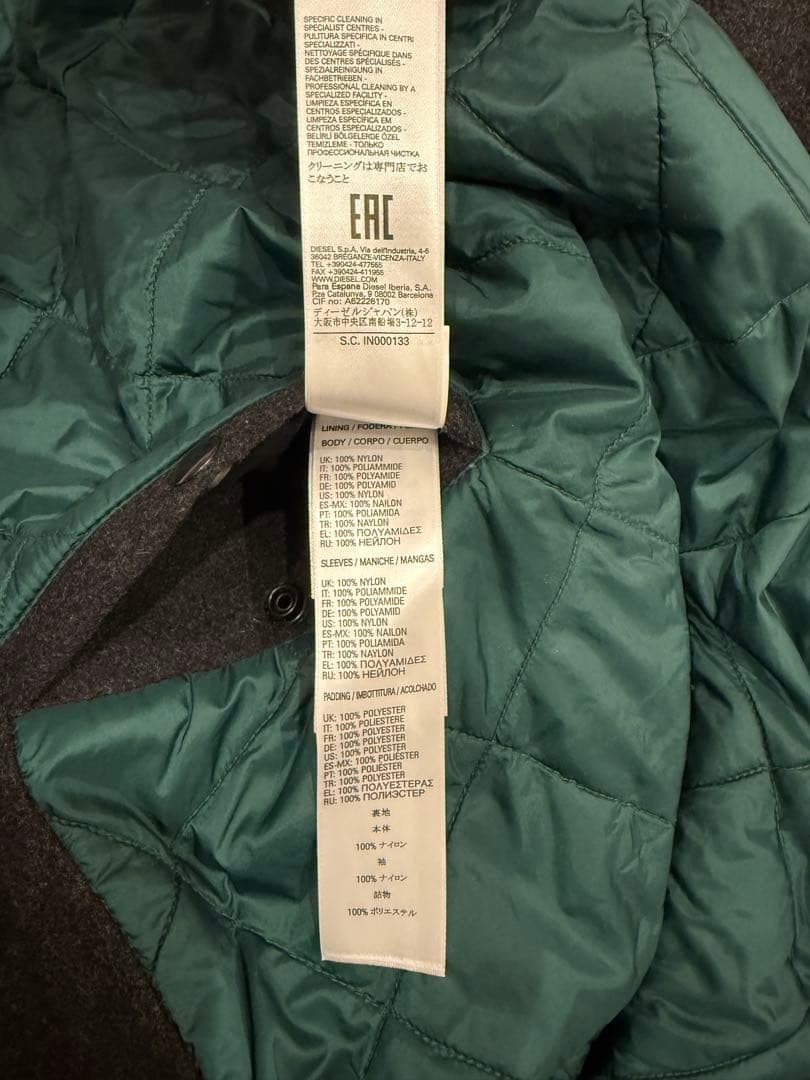 SPECIFIC CLEANING IN
SPECIALIST CENTRES -
PULITURA SPECIFICA IN CENTRI
SPECIALIZZATI -
NETTOYAGE SPÉCIFIQUE DANS
DES CENTRES SPÉCIALISÉS -
SPEZIALREINIGUNG IN
FACHBETRIEBEN -
PROFESSIONAL CLEANING BY A
SPECIALIZED FACILITY -
LIMPIEZA ESPECÍFICA EN
CENTROS ESPECIALIZADOS -
LIMPEZA ESPECÍFICA EM
CENTROS ESPECIALIZADOS -
BELİRLİ BÖLGELERDE ÖZEL
TEMIZLEME - ТОЛЬКО
ПРОФЕССИОНАЛЬНАЯ ЧИСТКА
クリーニングは専門店でお
こなうこと
EAC
DIESEL S.p.A. Via dell'Industria, 4-6
36042 BREGANZE-VICENZA-ITALY
TEL +390424-477555
FAX +390424-411955
WWW.DIESEL.COM
Para Espana Diesel Iberia, S.A.
Pza Catalunya, 9 08002 Barcelona
CIF no: A62226170
ディーゼルジャパン(株)
大阪市中央区南船場3-12-12
S.C. IN000133
LINING / FODERA
BODY / CORPO / CUERPO
UK: 100% NYLON
IT: 100% POLIAMMIDE
FR: 100% POLYAMIDE
DE: 100% POLYAMID
US: 100% NYLON
ES-MX: 100% NAILON
PT: 100% POLIAMIDA
TR: 100% NAYLON
EL: 100% ΠΟΛΥΑΜΙΔΕΣ
RU: 100% НЕЙЛОН
SLEEVES / MANICHE / MANGAS
UK: 100% NYLON
IT: 100% POLIAMMIDE
FR: 100% POLYAMIDE
DE: 100% POLYAMID
US: 100% NYLON
ES-MX: 100% NAILON
PT: 100% POLIAMIDA
TR: 100% NAYLON
EL: 100% ΠΟΛΥΑΜΙΔΕΣ
RU: 100% НЕЙЛОН
PADDING / IMBOTTITURA / ACOLCHADO
UK: 100% POLYESTER
IT: 100% POLIESTERE
FR: 100% POLYESTER
DE: 100% POLYESTER
US: 100% POLYESTER
ES-MX: 100% POLIÉSTER
PT: 100% POLIÉSTER
TR: 100% POLYESTER
EL: 100% ΠΟΛΥΕΣΤΕΡΑΣ
RU: 100% ПОЛИЭСТЕР
裏地
本体
100% ナイロン
袖
100% ナイロン
詰物
100% ポリエステル